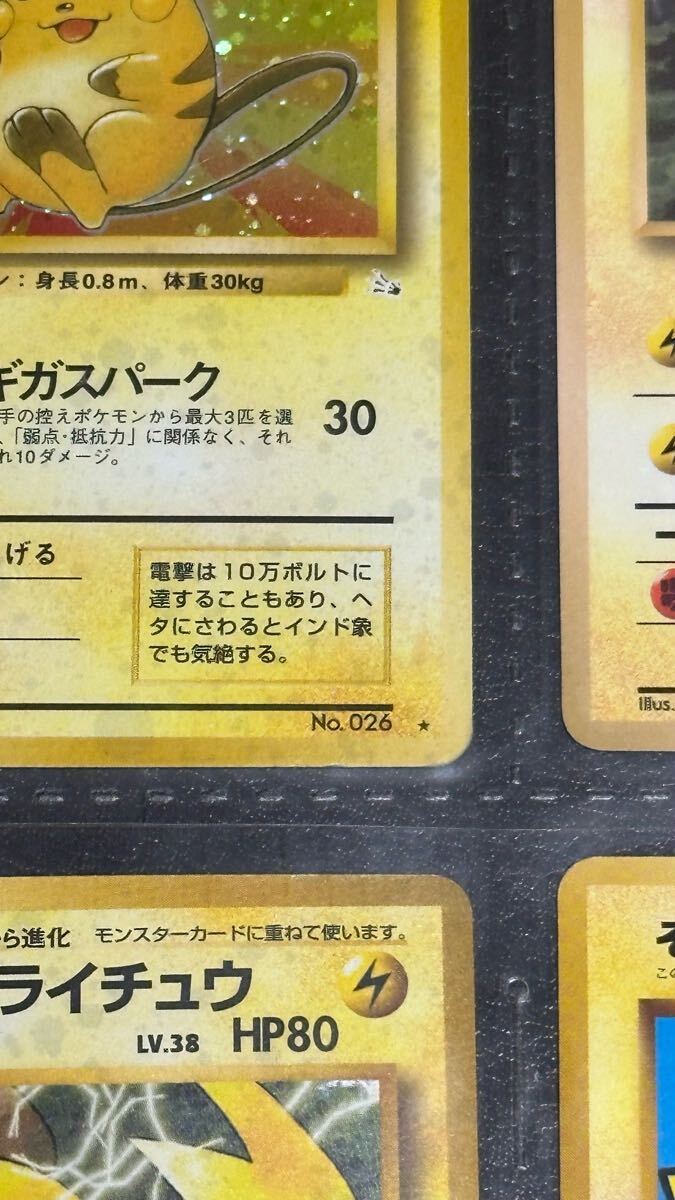 ン：身長0.8m、体重30kg
ギガスパーク
手の控えポケモンから最大3匹を選
、「弱点・抵抗力」に関係なく、それ
れ10ダメージ。
30
げる
電撃は10万ボルトに
達することもあり、ヘ
タにさわるとインド象
でも気絶する。
No. 026 ★
Illus.
ら進化 モンスターカードに重ねて使います。
ライチュウ
LV.38 HP80
そ
この